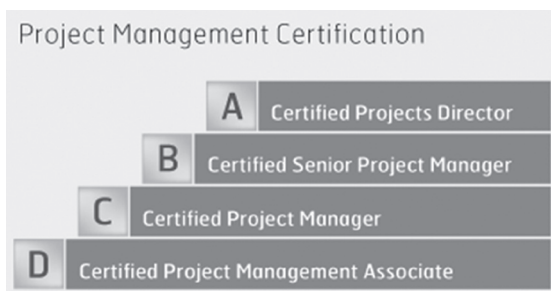 Project Management Certification
A Certified Projects Director
B Certified Senior Project Manager
C Certified Project Manager
D Certified Project Management Associate